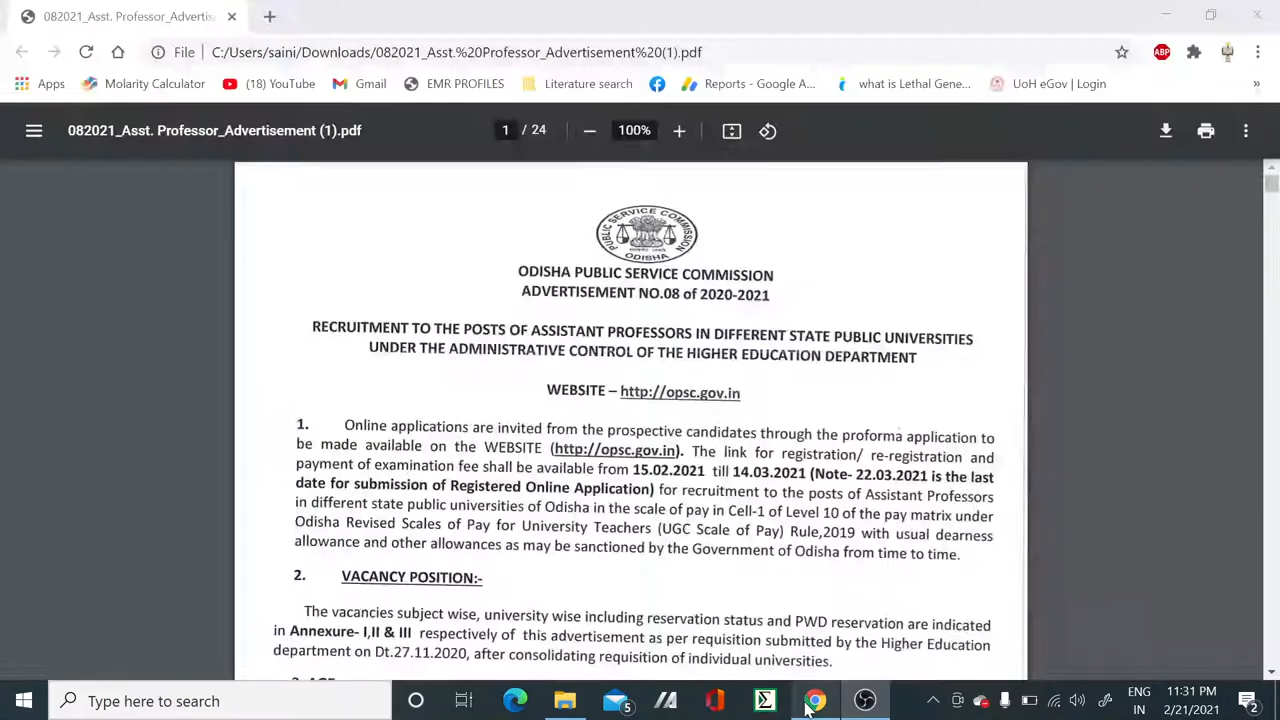 082021_Asst. Professor_Advertis
File C:/Users/saini/Downloads/082021_Asst.%20Professor_Advertisement%20(1).pdf ABP
Apps Molarity Calculator (18) YouTube Gmail EMR PROFILES Literature search Reports - Google A... what is Lethal Gene... UoH eGov | Login »
082021_Asst. Professor_Advertisement (1).pdf 1 / 24 100%
PUBLIC SERVICE COMMISSION
ODISHA
ODISHA PUBLIC SERVICE COMMISSION
ADVERTISEMENT NO.08 of 2020-2021
RECRUITMENT TO THE POSTS OF ASSISTANT PROFESSORS IN DIFFERENT STATE PUBLIC UNIVERSITIES
UNDER THE ADMINISTRATIVE CONTROL OF THE HIGHER EDUCATION DEPARTMENT
WEBSITE – http://opsc.gov.in
1. Online applications are invited from the prospective candidates through the proforma application to
be made available on the WEBSITE (http://opsc.gov.in). The link for registration/ re-registration and
payment of examination fee shall be available from 15.02.2021 till 14.03.2021 (Note- 22.03.2021 is the last
date for submission of Registered Online Application) for recruitment to the posts of Assistant Professors
in different state public universities of Odisha in the scale of pay in Cell-1 of Level 10 of the pay matrix under
Odisha Revised Scales of Pay for University Teachers (UGC Scale of Pay) Rule,2019 with usual dearness
allowance and other allowances as may be sanctioned by the Government of Odisha from time to time.
2. VACANCY POSITION:-
The vacancies subject wise, university wise including reservation status and PWD reservation are indicated
in Annexure- I,II & III respectively of this advertisement as per requisition submitted by the Higher Education
department on Dt.27.11.2020, after consolidating requisition of individual universities.
Type here to search 5 ENG 11:31 PM
IN 2/21/2021 2